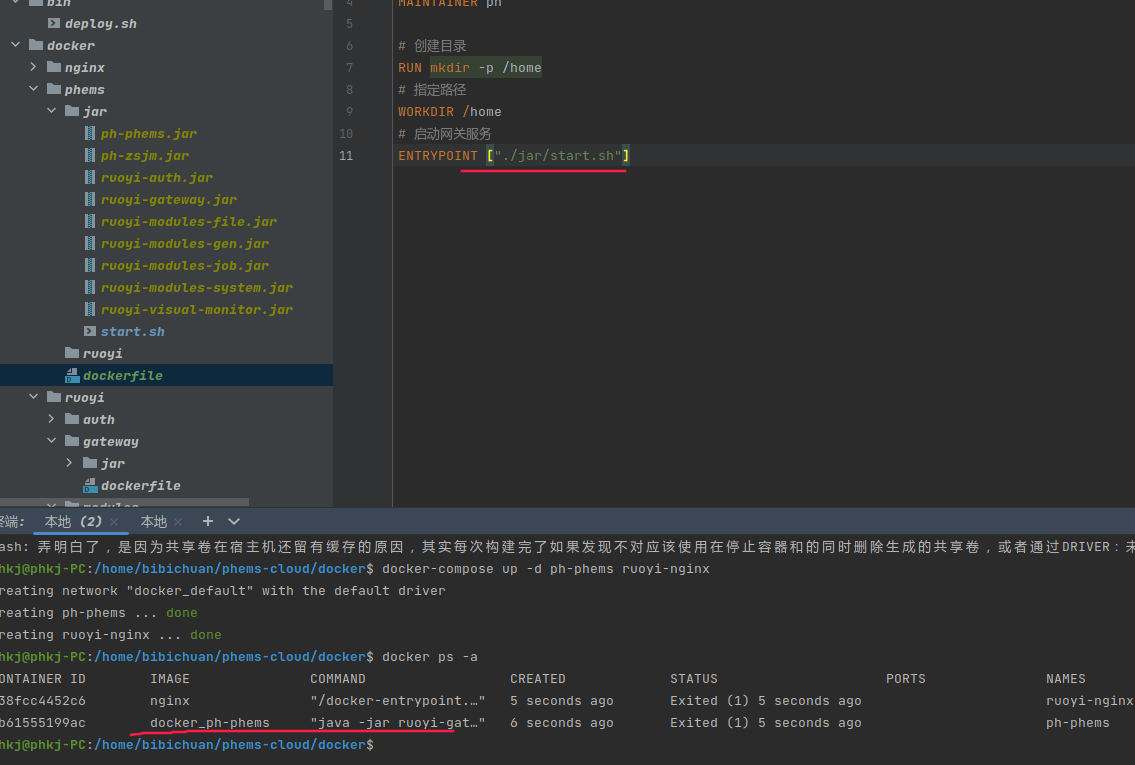 bin
deploy.sh
docker
nginx
phems
jar
ph-phems.jar
ph-zsjm.jar
ruoyi-auth.jar
ruoyi-gateway.jar
ruoyi-modules-file.jar
ruoyi-modules-gen.jar
ruoyi-modules-job.jar
ruoyi-modules-system.jar
ruoyi-visual-monitor.jar
start.sh
ruoyi
dockerfile
ruoyi
auth
gateway
jar
dockerfile
modules
4 MAINTAINER ph
5
6 # 创建目录
7 RUN mkdir -p /home
8 # 指定路径
9 WORKDIR /home
10 # 启动网关服务
11 ENTRYPOINT ["./jar/start.sh"]
终端: 本地 (2) × 本地 × +
ash: 弄明白了，是因为共享卷在宿主机还留有缓存的原因，其实每次构建完了如果发现不对应该使用在停止容器和的同时删除生成的共享卷，或者通过DRIVER：未
hkj@phkj-PC:/home/bibichuan/phems-cloud/docker$ docker-compose up -d ph-phems ruoyi-nginx
reating network "docker_default" with the default driver
reating ph-phems ... done
reating ruoyi-nginx ... done
hkj@phkj-PC:/home/bibichuan/phems-cloud/docker$ docker ps -a
ONTAINER ID IMAGE COMMAND CREATED STATUS PORTS NAMES
38fcc4452c6 nginx "/docker-entrypoint.…" 5 seconds ago Exited (1) 5 seconds ago ruoyi-nginx
b61555199ac docker_ph-phems "java -jar ruoyi-gat…" 6 seconds ago Exited (1) 5 seconds ago ph-phems
hkj@phkj-PC:/home/bibichuan/phems-cloud/docker$